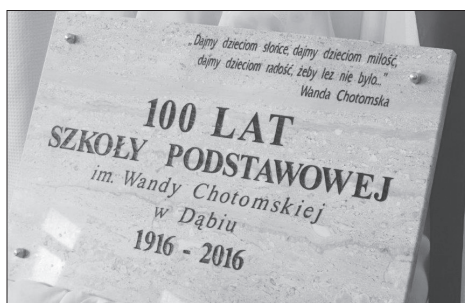 „Dajmy dzieciom słońce, dajmy dzieciom miłość,
dajmy dzieciom radość, żeby łez nie było..."
Wanda Chotomska
100 LAT
SZKOŁY PODSTAWOWEJ
im. Wandy Chotomskiej
w Dąbiu
1916 - 2016